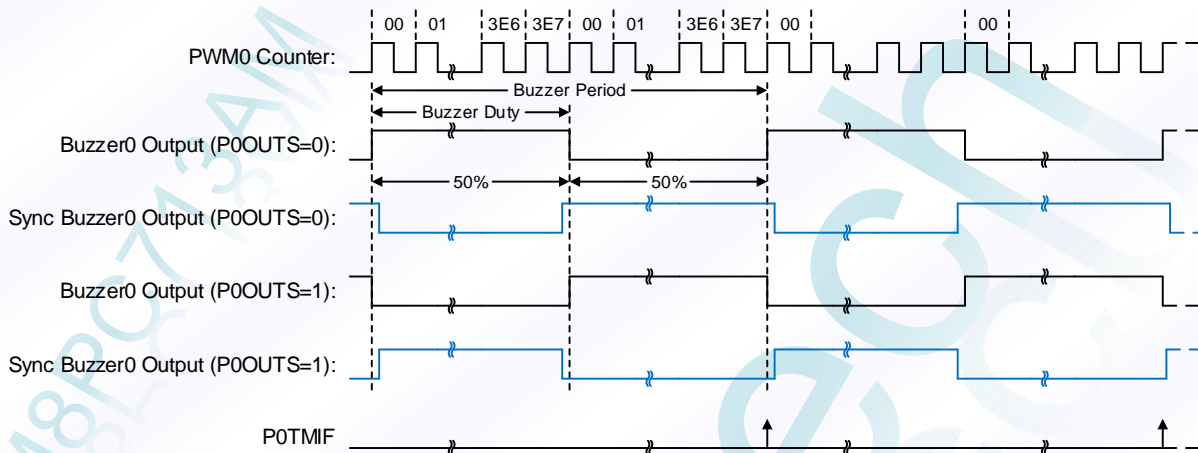 00 01 3E6 3E7 00 01 3E6 3E7 00 00
PWM0 Counter:
Buzzer Period
Buzzer Duty
Buzzer0 Output (P0OUTS=0):
50% 50%
Sync Buzzer0 Output (P0OUTS=0):
Buzzer0 Output (P0OUTS=1):
Sync Buzzer0 Output (P0OUTS=1):
P0TMIF